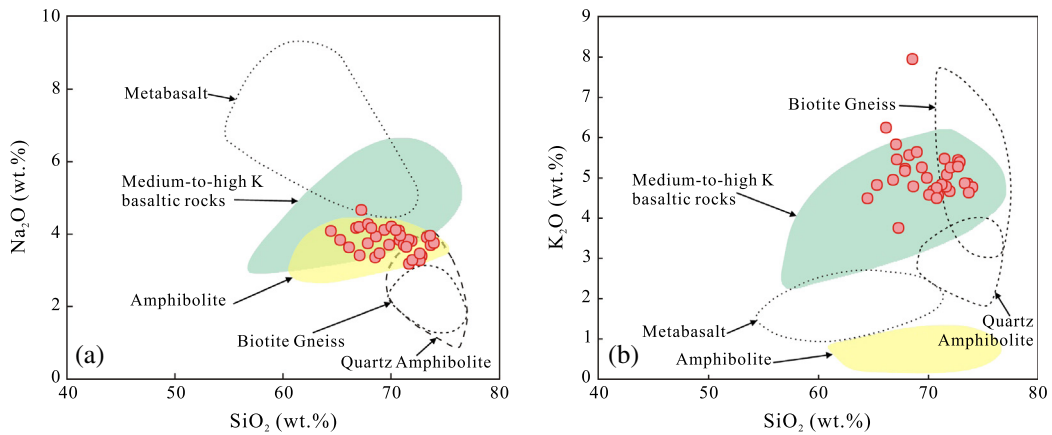 10
8
6
4
2
0
Na₂O (wt.%)
Metabasalt
Medium-to-high K
basaltic rocks
Amphibolite
Biotite Gneiss
Quartz Amphibolite
(a)
40
50
60
70
80
SiO₂ (wt.%)
9
8
7
6
5
4
3
2
1
0
K₂O (wt.%)
Biotite Gneiss
Medium-to-high K
basaltic rocks
Metabasalt
Quartz
Amphibolite
Amphibolite
(b)
40
50
60
70
80
SiO₂ (wt.%)